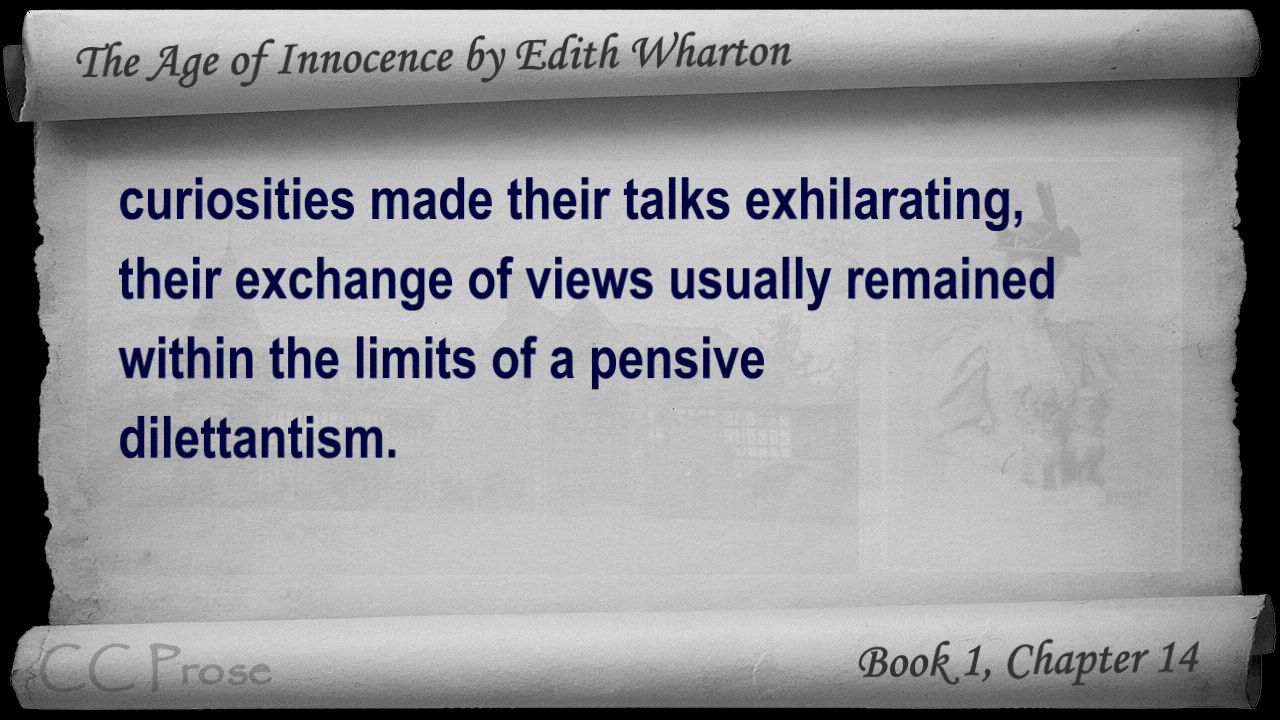 The Age of Innocence by Edith Wharton
curiosities made their talks exhilarating,
their exchange of views usually remained
within the limits of a pensive
dilettantism.
CC Prose
Book 1, Chapter 14